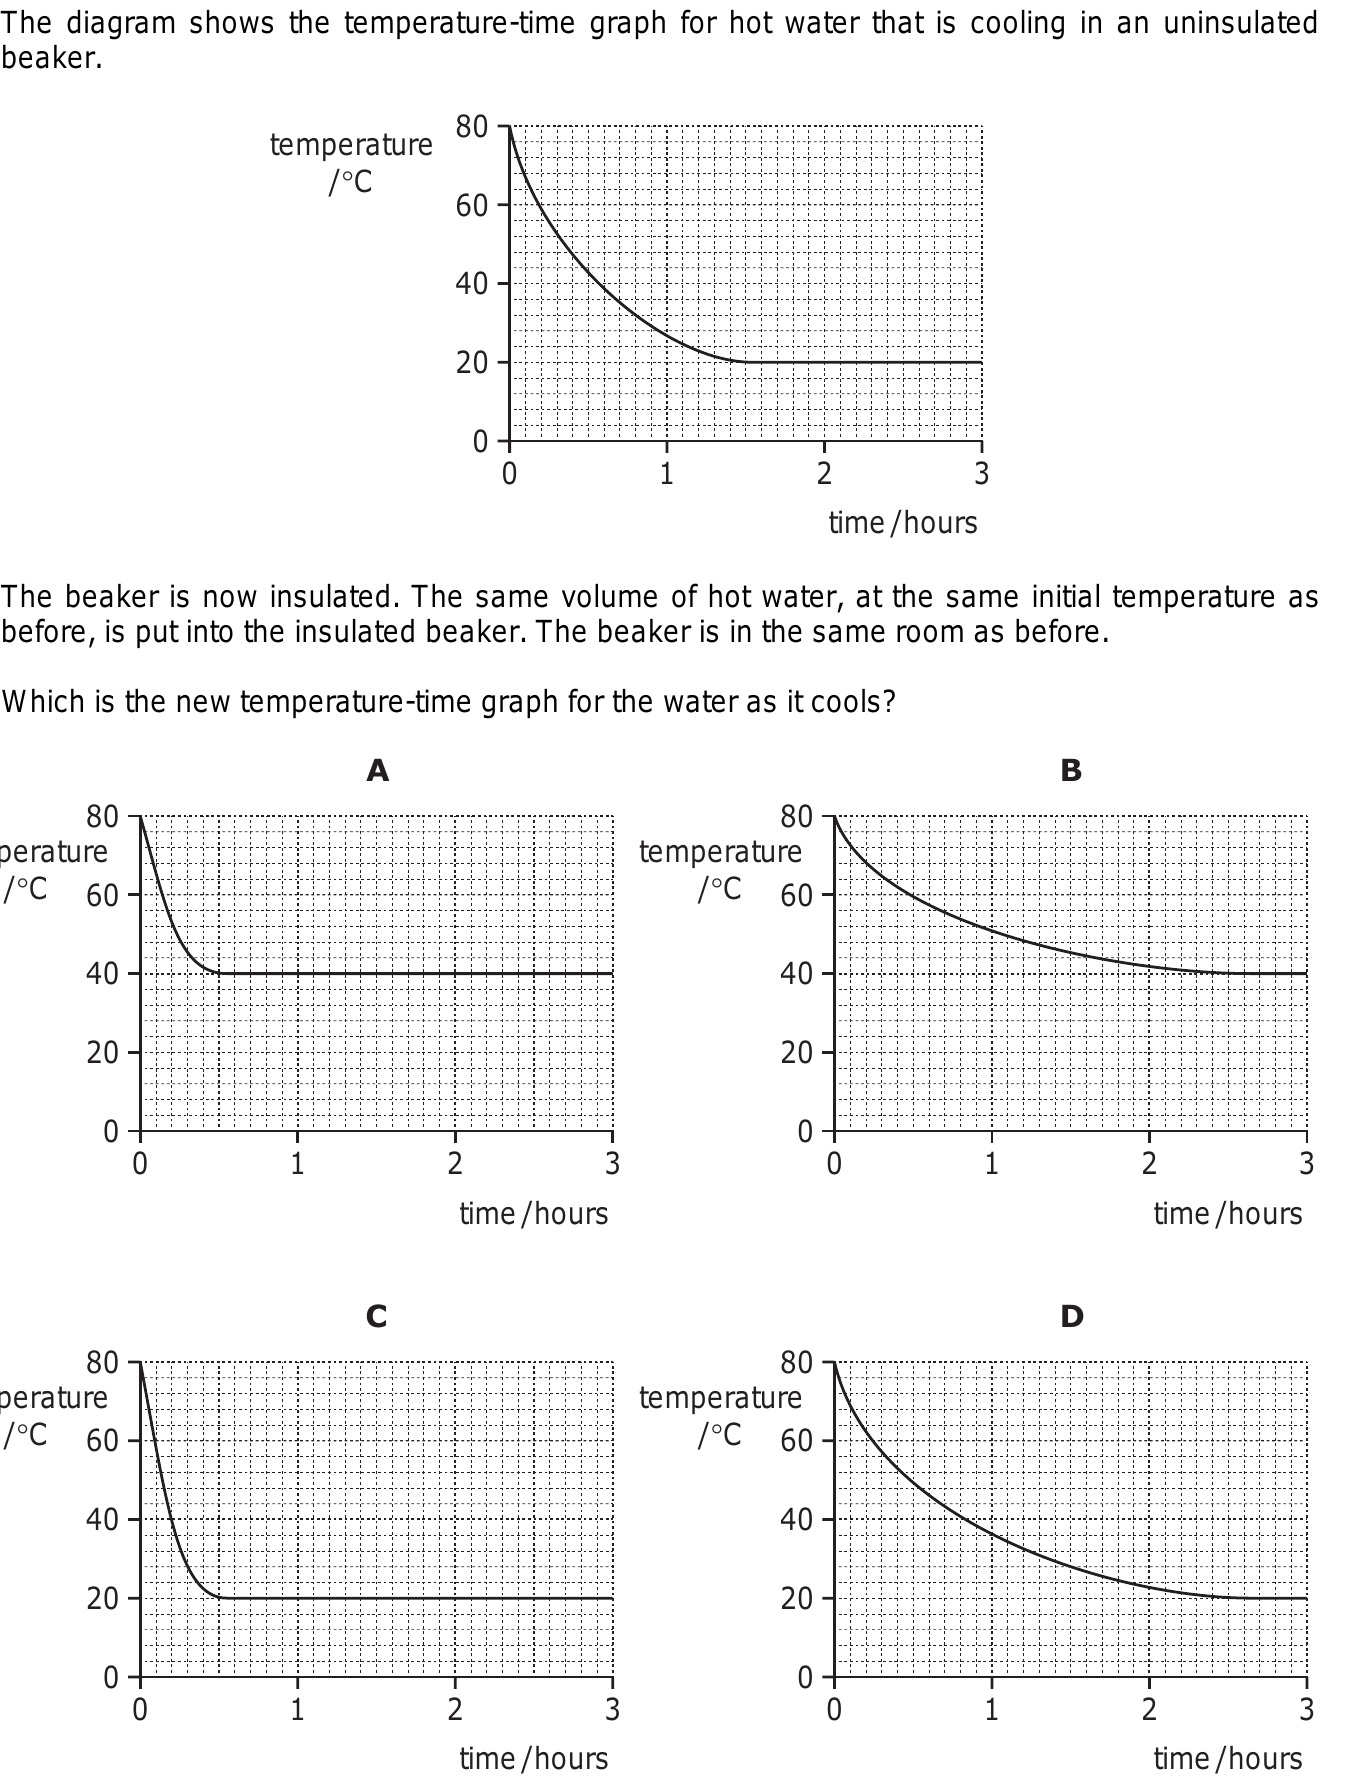 The diagram shows the temperature-time graph for hot water that is cooling in an uninsulated
beaker.
temperature
/°C
80
60
40
20
0
0 1 2 3
time /hours
The beaker is now insulated. The same volume of hot water, at the same initial temperature as
before, is put into the insulated beaker. The beaker is in the same room as before.
Which is the new temperature-time graph for the water as it cools?
A
perature
/°C
80
60
40
20
0
0 1 2 3
time /hours
B
temperature
/°C
80
60
40
20
0
0 1 2 3
time /hours
C
perature
/°C
80
60
40
20
0
0 1 2 3
time /hours
D
temperature
/°C
80
60
40
20
0
0 1 2 3
time /hours